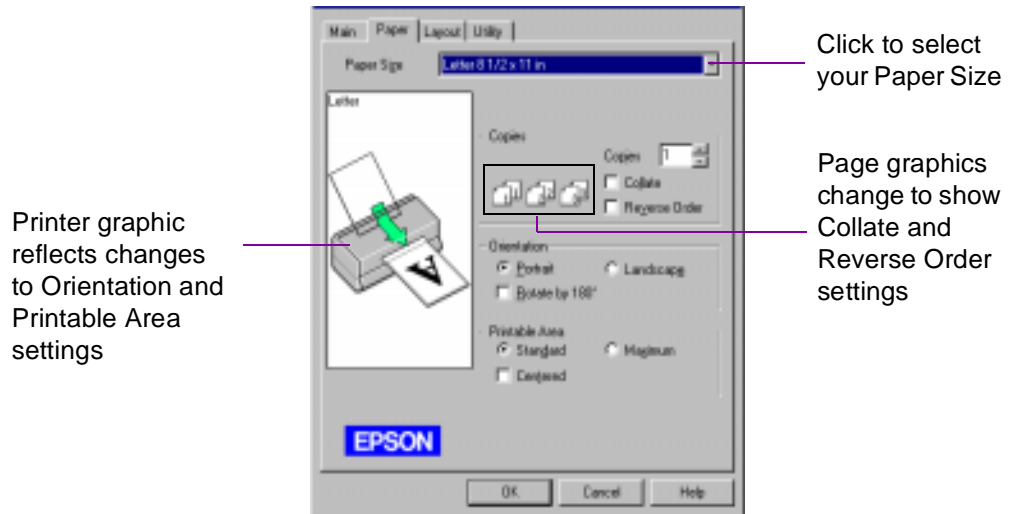 Main Paper Layout Utility
Paper Size Letter 8 1/2 x 11 in
Click to select
your Paper Size
Letter
Copies
Copies 1
Collate
Reverse Order
Page graphics
change to show
Collate and
Reverse Order
settings
Printer graphic
reflects changes
to Orientation and
Printable Area
settings
A
Orientation
Portrait Landscape
Rotate by 180°
Printable Area
Standard Maximum
Centered
EPSON
OK Cancel Help